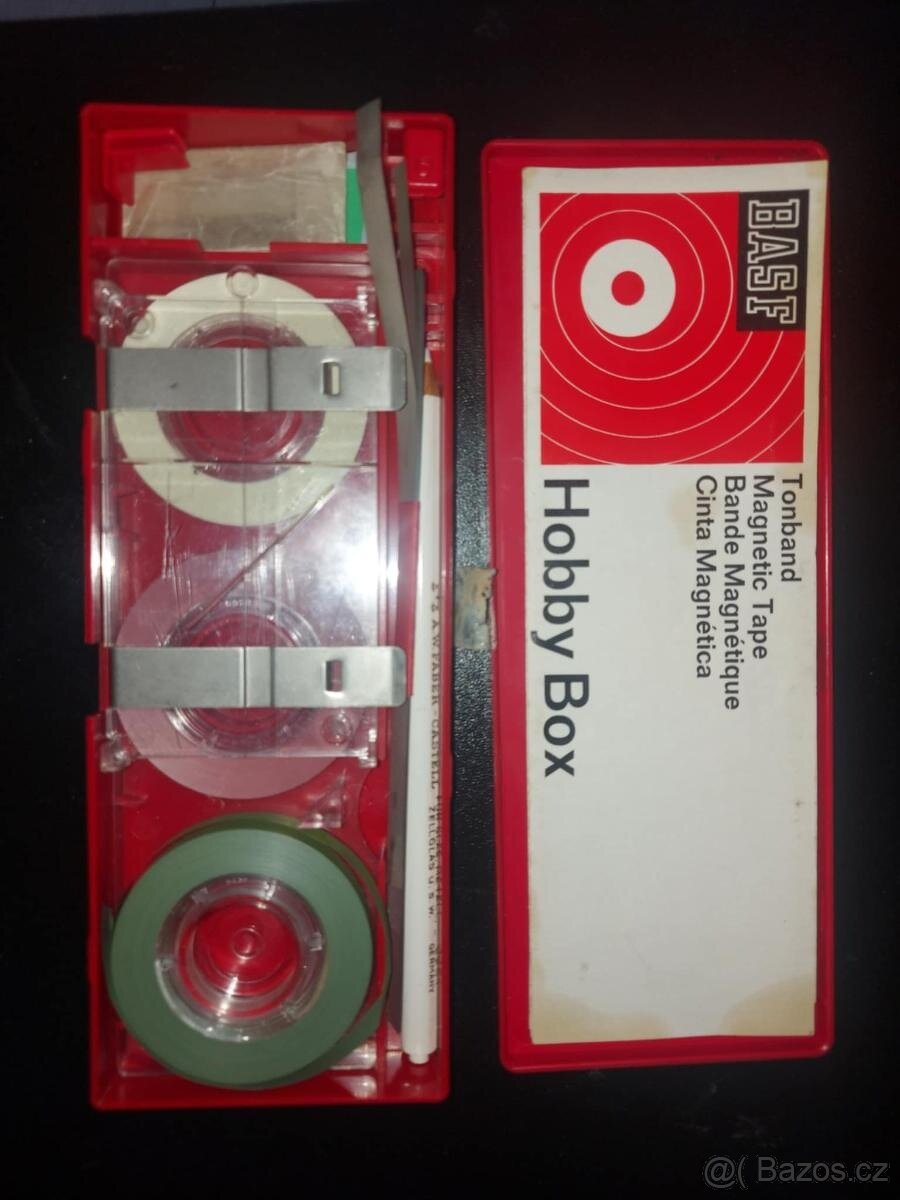 BASF
Tonband
Magnetic Tape
Bande Magnétique
Cinta Magnética
Hobby Box
A.W.FABER-CASTELL
ZELLGLAS U.S.W.
GERMANY
@( Bazos.cz